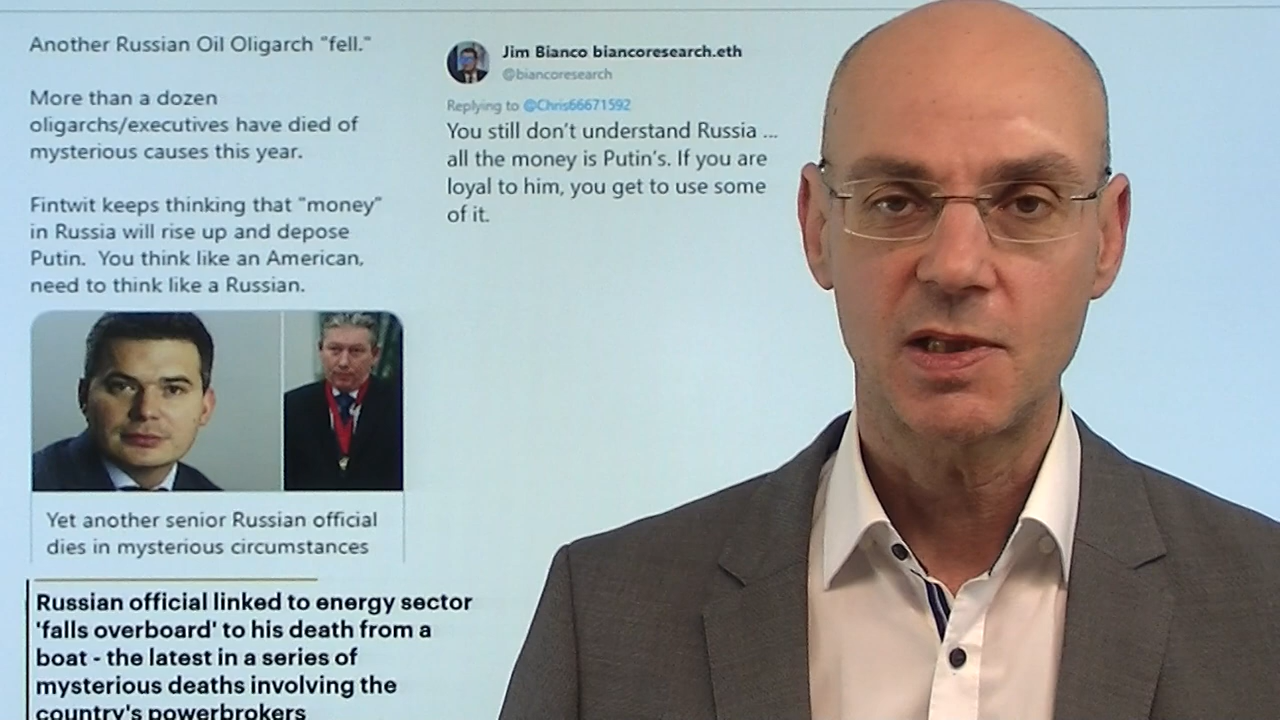 Another Russian Oil Oligarch "fell."
More than a dozen
oligarchs/executives have died of
mysterious causes this year.
Fintwit keeps thinking that "money"
in Russia will rise up and depose
Putin. You think like an American,
need to think like a Russian.
Yet another senior Russian official
dies in mysterious circumstances
Russian official linked to energy sector
'falls overboard' to his death from a
boat - the latest in a series of
mysterious deaths involving the
country's powerbrokers
Jim Bianco biancoresearch.eth
@biancoresearch
Replying to @Chris66671592
You still don't understand Russia ...
all the money is Putin's. If you are
loyal to him, you get to use some
of it.